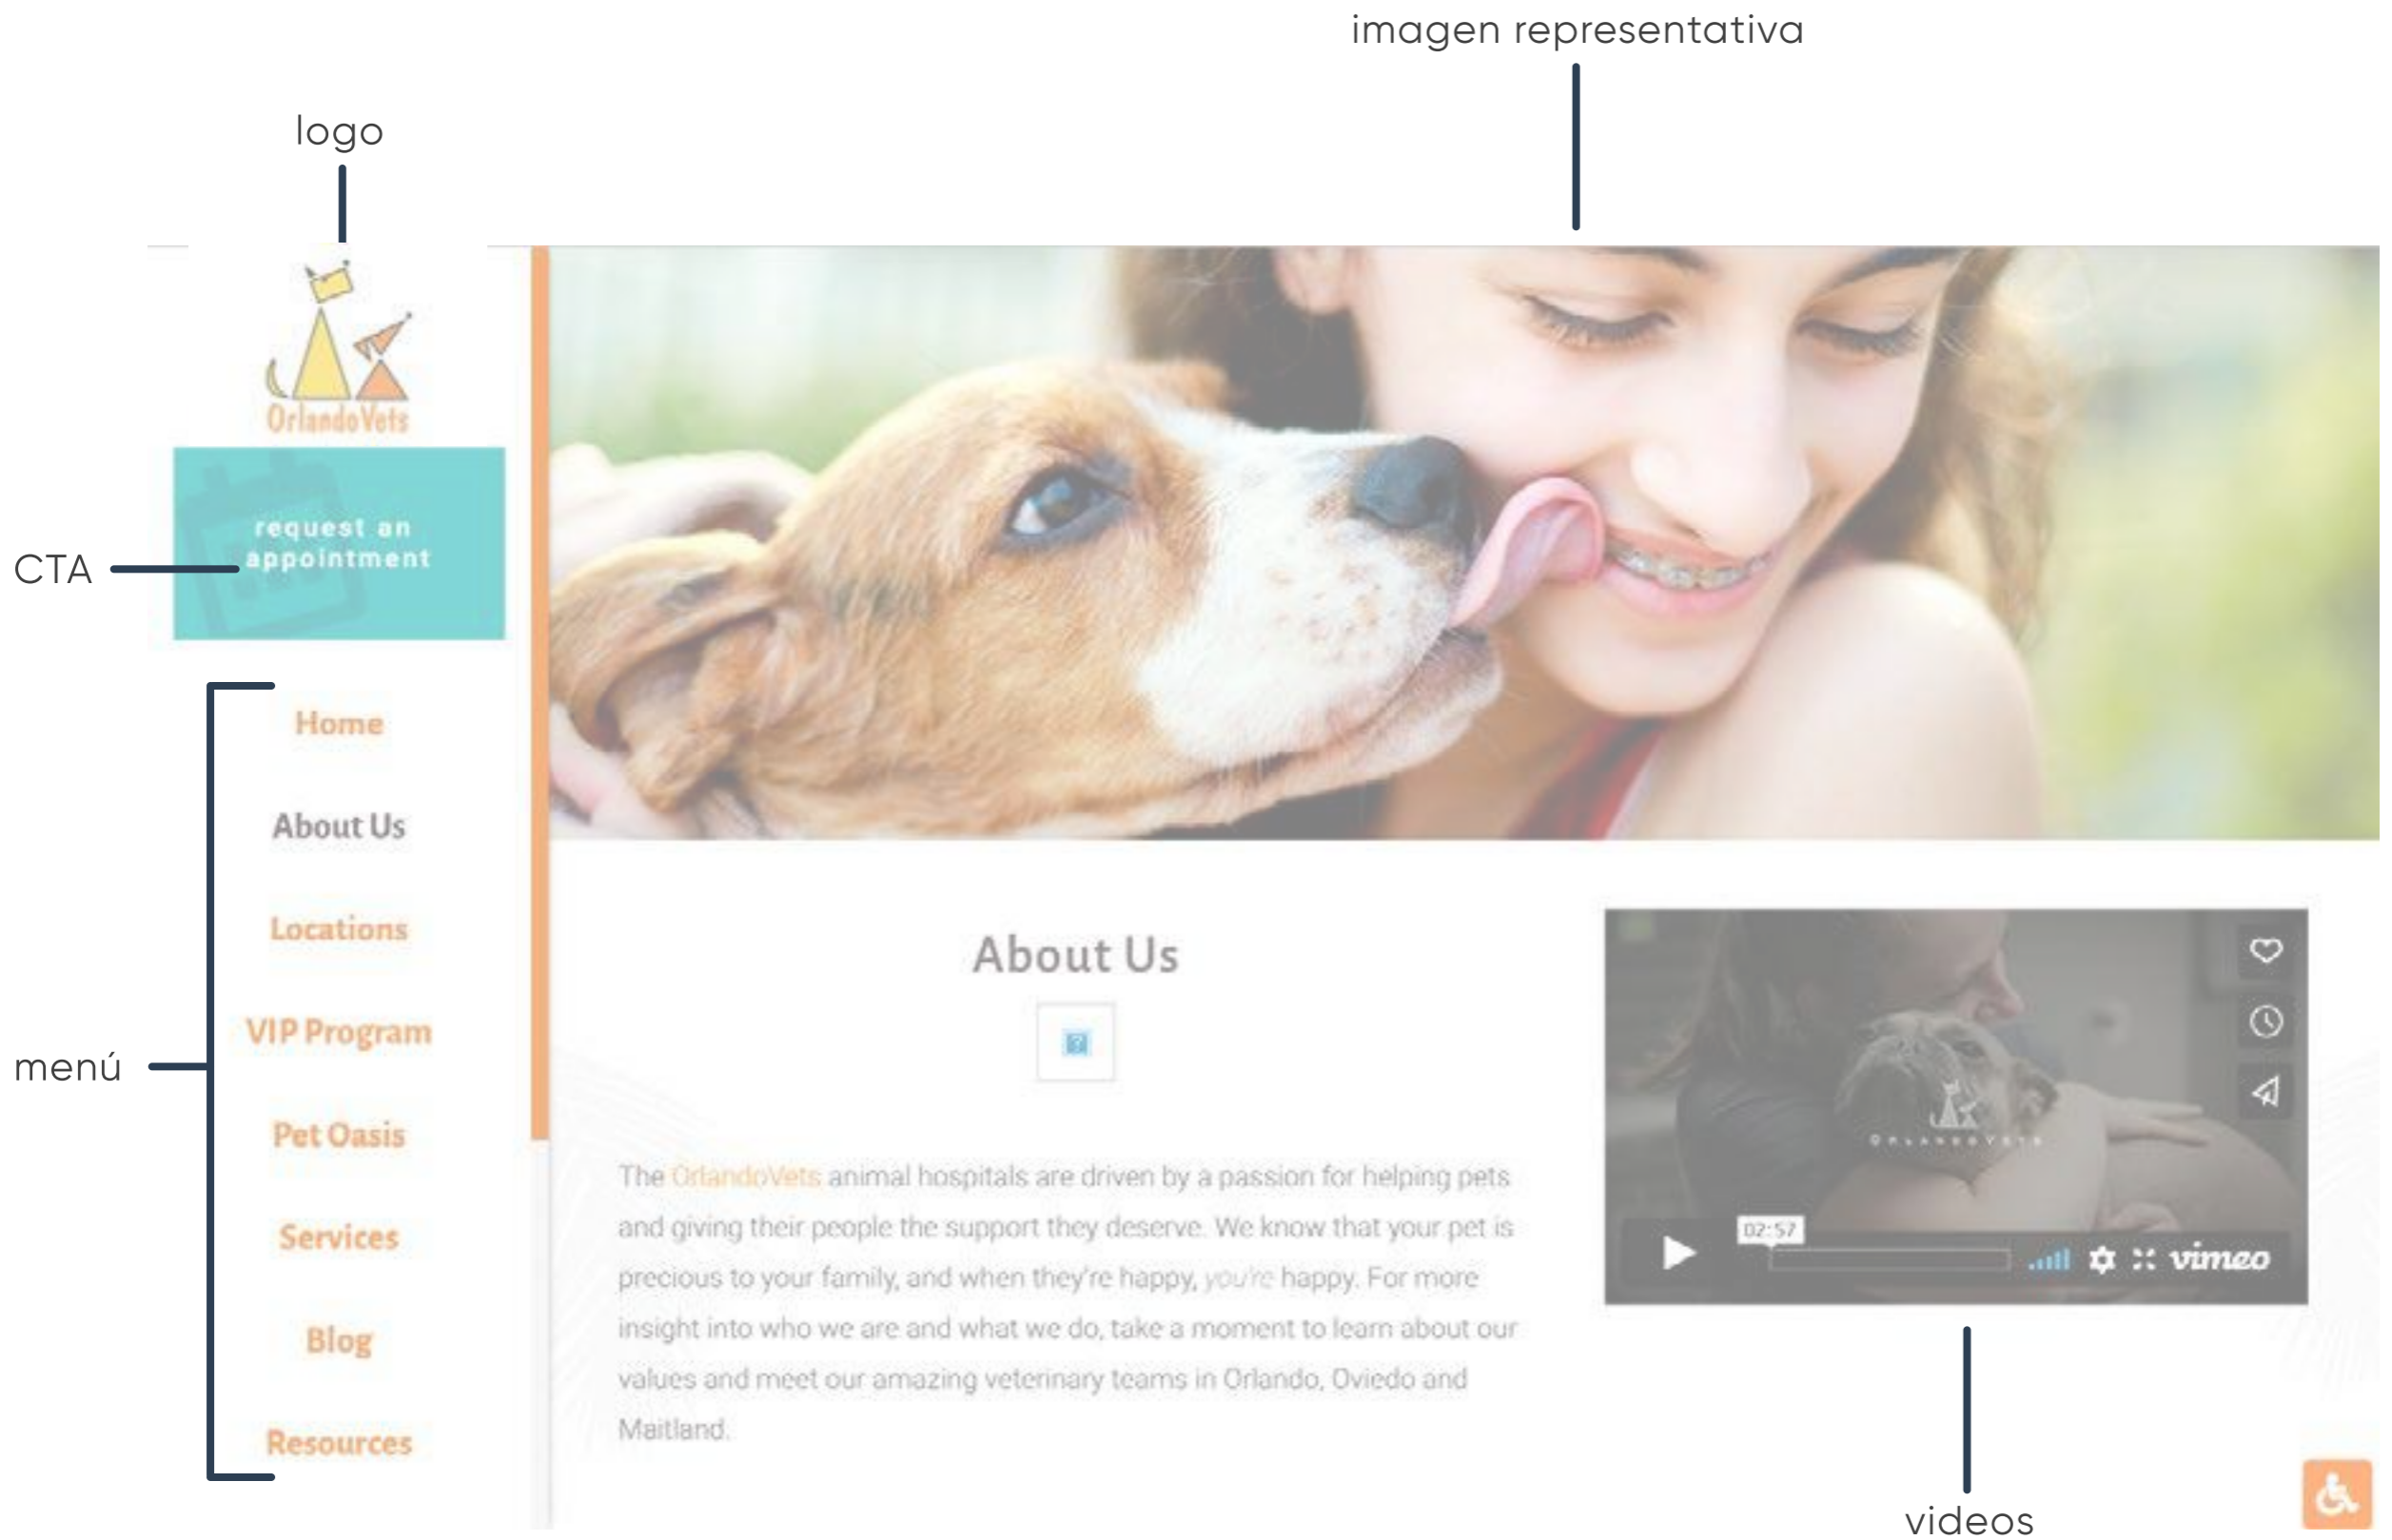 imagen representativa
logo
OrlandoVets
request an
appointment
CTA
Home
About Us
Locations
VIP Program
menú
Pet Oasis
Services
Blog
Resources
About Us
?
The OrlandoVets animal hospitals are driven by a passion for helping pets
and giving their people the support they deserve. We know that your pet is
precious to your family, and when they're happy, you're happy. For more
insight into who we are and what we do, take a moment to learn about our
values and meet our amazing veterinary teams in Orlando, Oviedo and
Maitland.
ORLANDOVETS
02:57
vimeo
videos